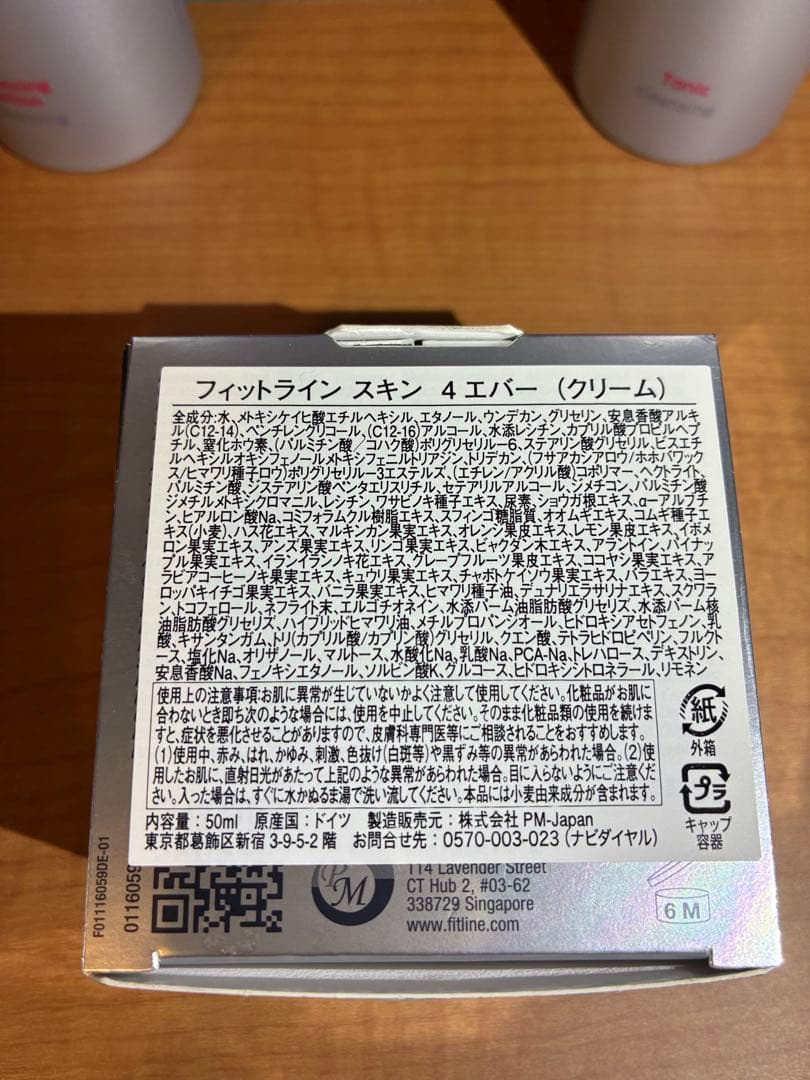 Tonic
フィットライン スキン 4エバー (クリーム)
全成分:水、メトキシケイヒ酸エチルヘキシル、エタノール、ウンデカン、グリセリン、安息香酸アルキ
ル(C12-14)、ペンチレングリコール、(C12-16)アルコール、水添レシチン、カプリル酸プロピルヘプ
チル、窒化ホウ素、(パルミチン酸/コハク酸)ポリグリセリル-6、ステアリン酸グリセリル、ビスエチ
ルヘキシルオキシフェノールメトキシフェニルトリアジン、トリデカン、(フサアカシアロウ/ホホバワック
ス/ヒマワリ種子ロウ)ポリグリセリル-3エステルズ、(エチレン/アクリル酸)コポリマー、ヘクトライト、
パルミチン酸、ジステアリン酸ペンタエリスリチル、セテアリルアルコール、ジメチコン、パルミチン酸
ジメチルメトキシクロマニル、レシチン、ワサビノキ種子エキス、尿素、ショウガ根エキス、α-アルブチ
ン、ヒアルロン酸Na、コミフォラムクル樹脂エキス、スフィンゴ糖脂質、オオムギエキス、コムギ種子エ
キス(小麦)、ハス花エキス、マルキンカン果実エキス、オレンジ果皮エキス、レモン果皮エキス、イボメ
ロン果実エキス、アンズ果実エキス、リンゴ果実エキス、ビャクダン木エキス、アラントイン、パイナッ
プル果実エキス、イランイランノキ花エキス、グレープフルーツ果皮エキス、ココヤシ果実エキス、ア
ラビアコーヒーノキ果実エキス、キュウリ果実エキス、チャボトケイソウ果実エキス、バラエキス、ヨー
ロッパキイチゴ果実エキス、バニラ果実エキス、ヒマワリ種子油、デュナリエラサリナエキス、スクワラ
ン、トコフェロール、ネフライト末、エルゴチオネイン、水添パーム油脂肪酸グリセリズ、水添パーム核
油脂肪酸グリセリズ、ハイブリッドヒマワリ油、メチルプロパンジオール、ヒドロキシアセトフェノン、乳
酸、キサンタンガム、トリ(カプリル酸/カプリン酸)グリセリル、クエン酸、テトラヒドロピペリン、フルクト
ース、塩化Na、オリザノール、マルトース、水酸化Na、乳酸Na、PCA-Na、トレハロース、デキストリン、
安息香酸Na、フェノキシエタノール、ソルビン酸K、グルコース、ヒドロキシシトロネラール、リモネン
使用上の注意事項:お肌に異常が生じていないかよく注意して使用してください。化粧品がお肌に
合わないとき即ち次のような場合には、使用を中止してください。そのまま化粧品類の使用を続けま
すと、症状を悪化させることがありますので、皮膚科専門医等にご相談されることをおすすめします。
(1)使用中、赤み、はれ、かゆみ、刺激、色抜け(白斑等)や黒ずみ等の異常があらわれた場合。(2)使
用したお肌に、直射日光があたって上記のような異常があらわれた場合。目に入らないようにご注意くだ
さい。入った場合は、すぐに水かぬるま湯で洗い流してください。本品には小麦由来成分が含まれます。
紙
外箱
プラ
キャップ
容器
内容量:50ml 原産国:ドイツ 製造販売元:株式会社 PM-Japan
東京都葛飾区新宿 3-9-5-2 階 お問合せ先:0570-003-023 (ナビダイヤル)
F01116059DE-01
0116059
PM
114 Lavender Street
CT Hub 2, #03-62
338729 Singapore
www.fitline.com
6 M